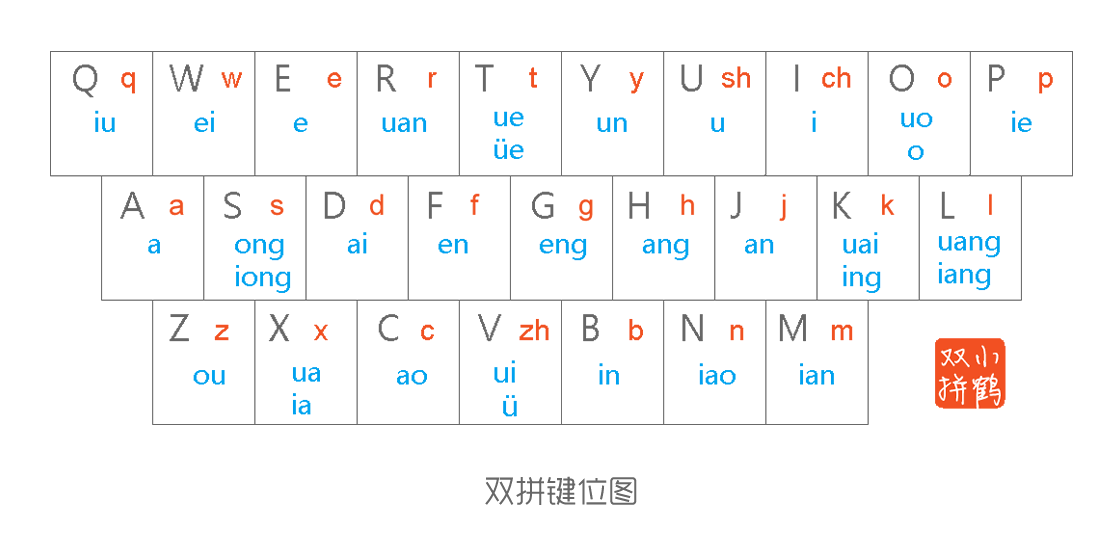 Q q W w E e R r T t Y y U sh I ch O o P p
iu ei e uan ue un u i uo ie
üe o
A a S s D d F f G g H h J j K k L l
a ong ai en eng ang an uai uang
iong ing iang
Z z X x C c V zh B b N n M m
ou ua ao ui in iao ian
ia ü
双小
拼鹤
双拼键位图